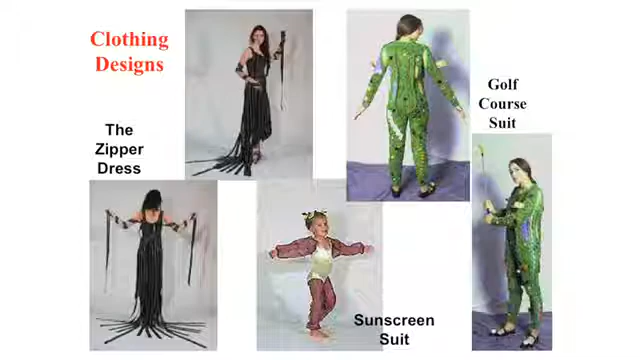 Clothing
Designs
Golf
Course
Suit
The
Zipper
Dress
Sunscreen
Suit